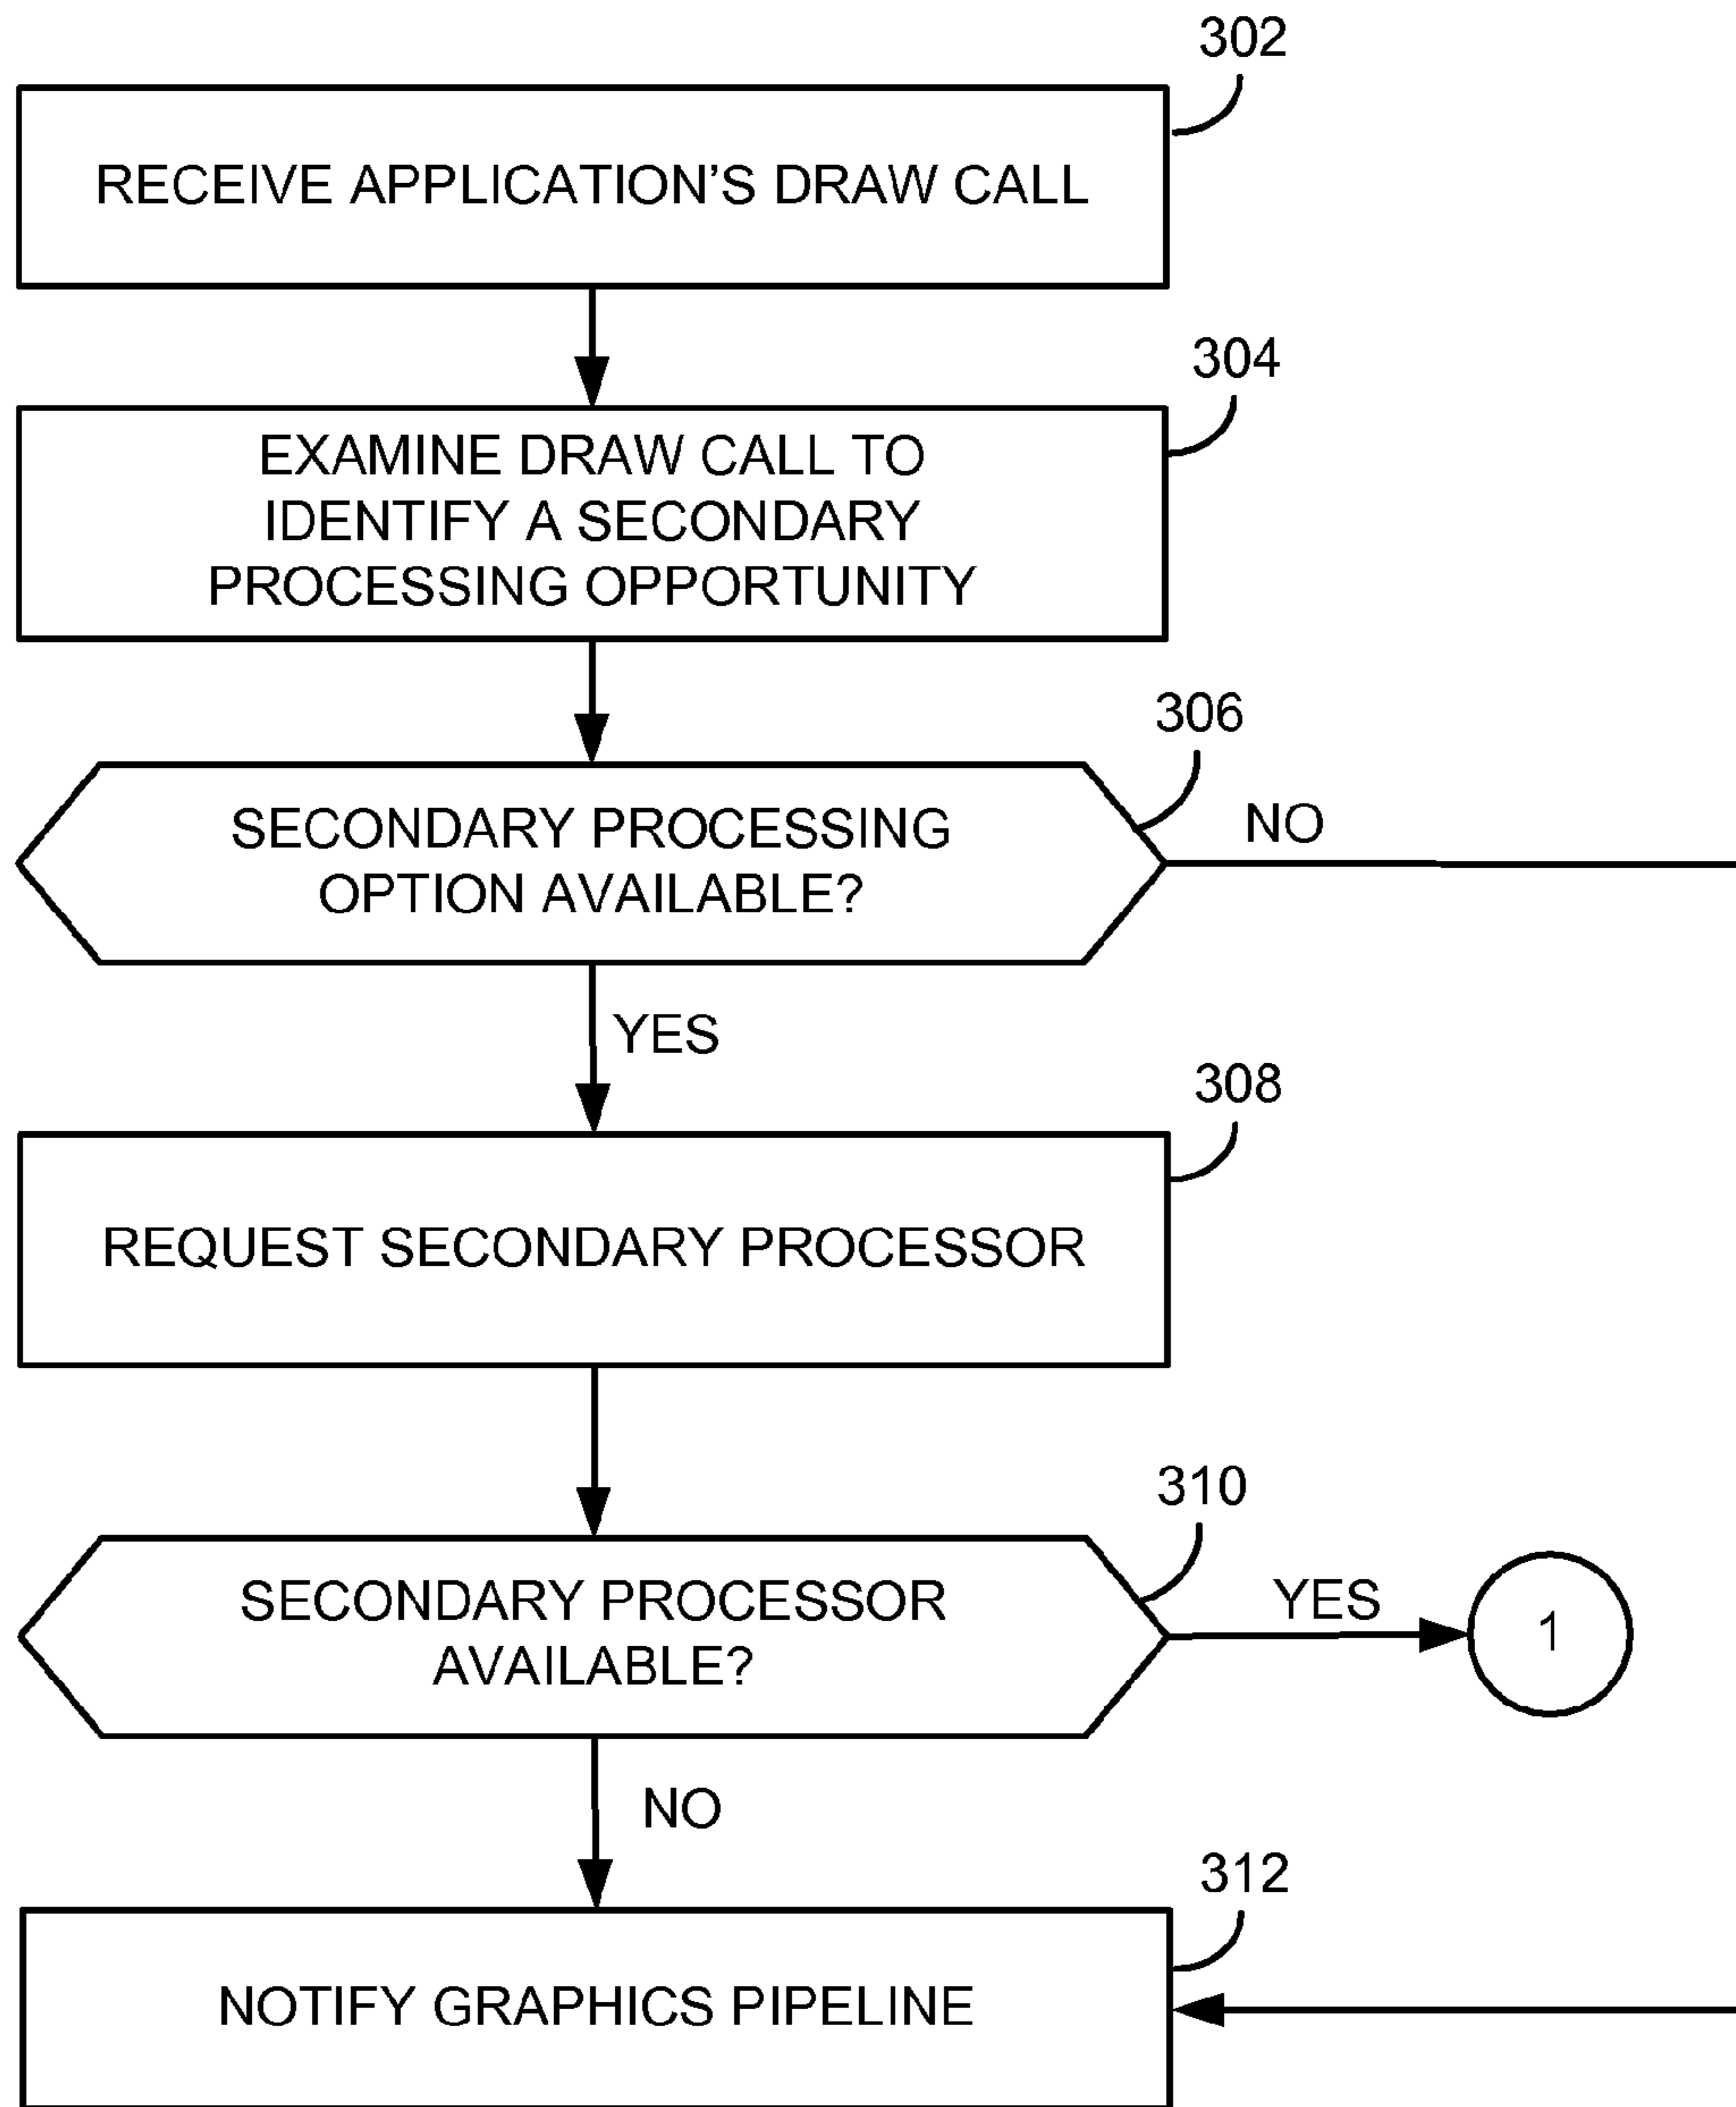 302
RECEIVE APPLICATION'S DRAW CALL
304
EXAMINE DRAW CALL TO
IDENTIFY A SECONDARY
PROCESSING OPPORTUNITY
306
SECONDARY PROCESSING
OPTION AVAILABLE?
NO
YES
308
REQUEST SECONDARY PROCESSOR
310
SECONDARY PROCESSOR
AVAILABLE?
YES
1
NO
312
NOTIFY GRAPHICS PIPELINE